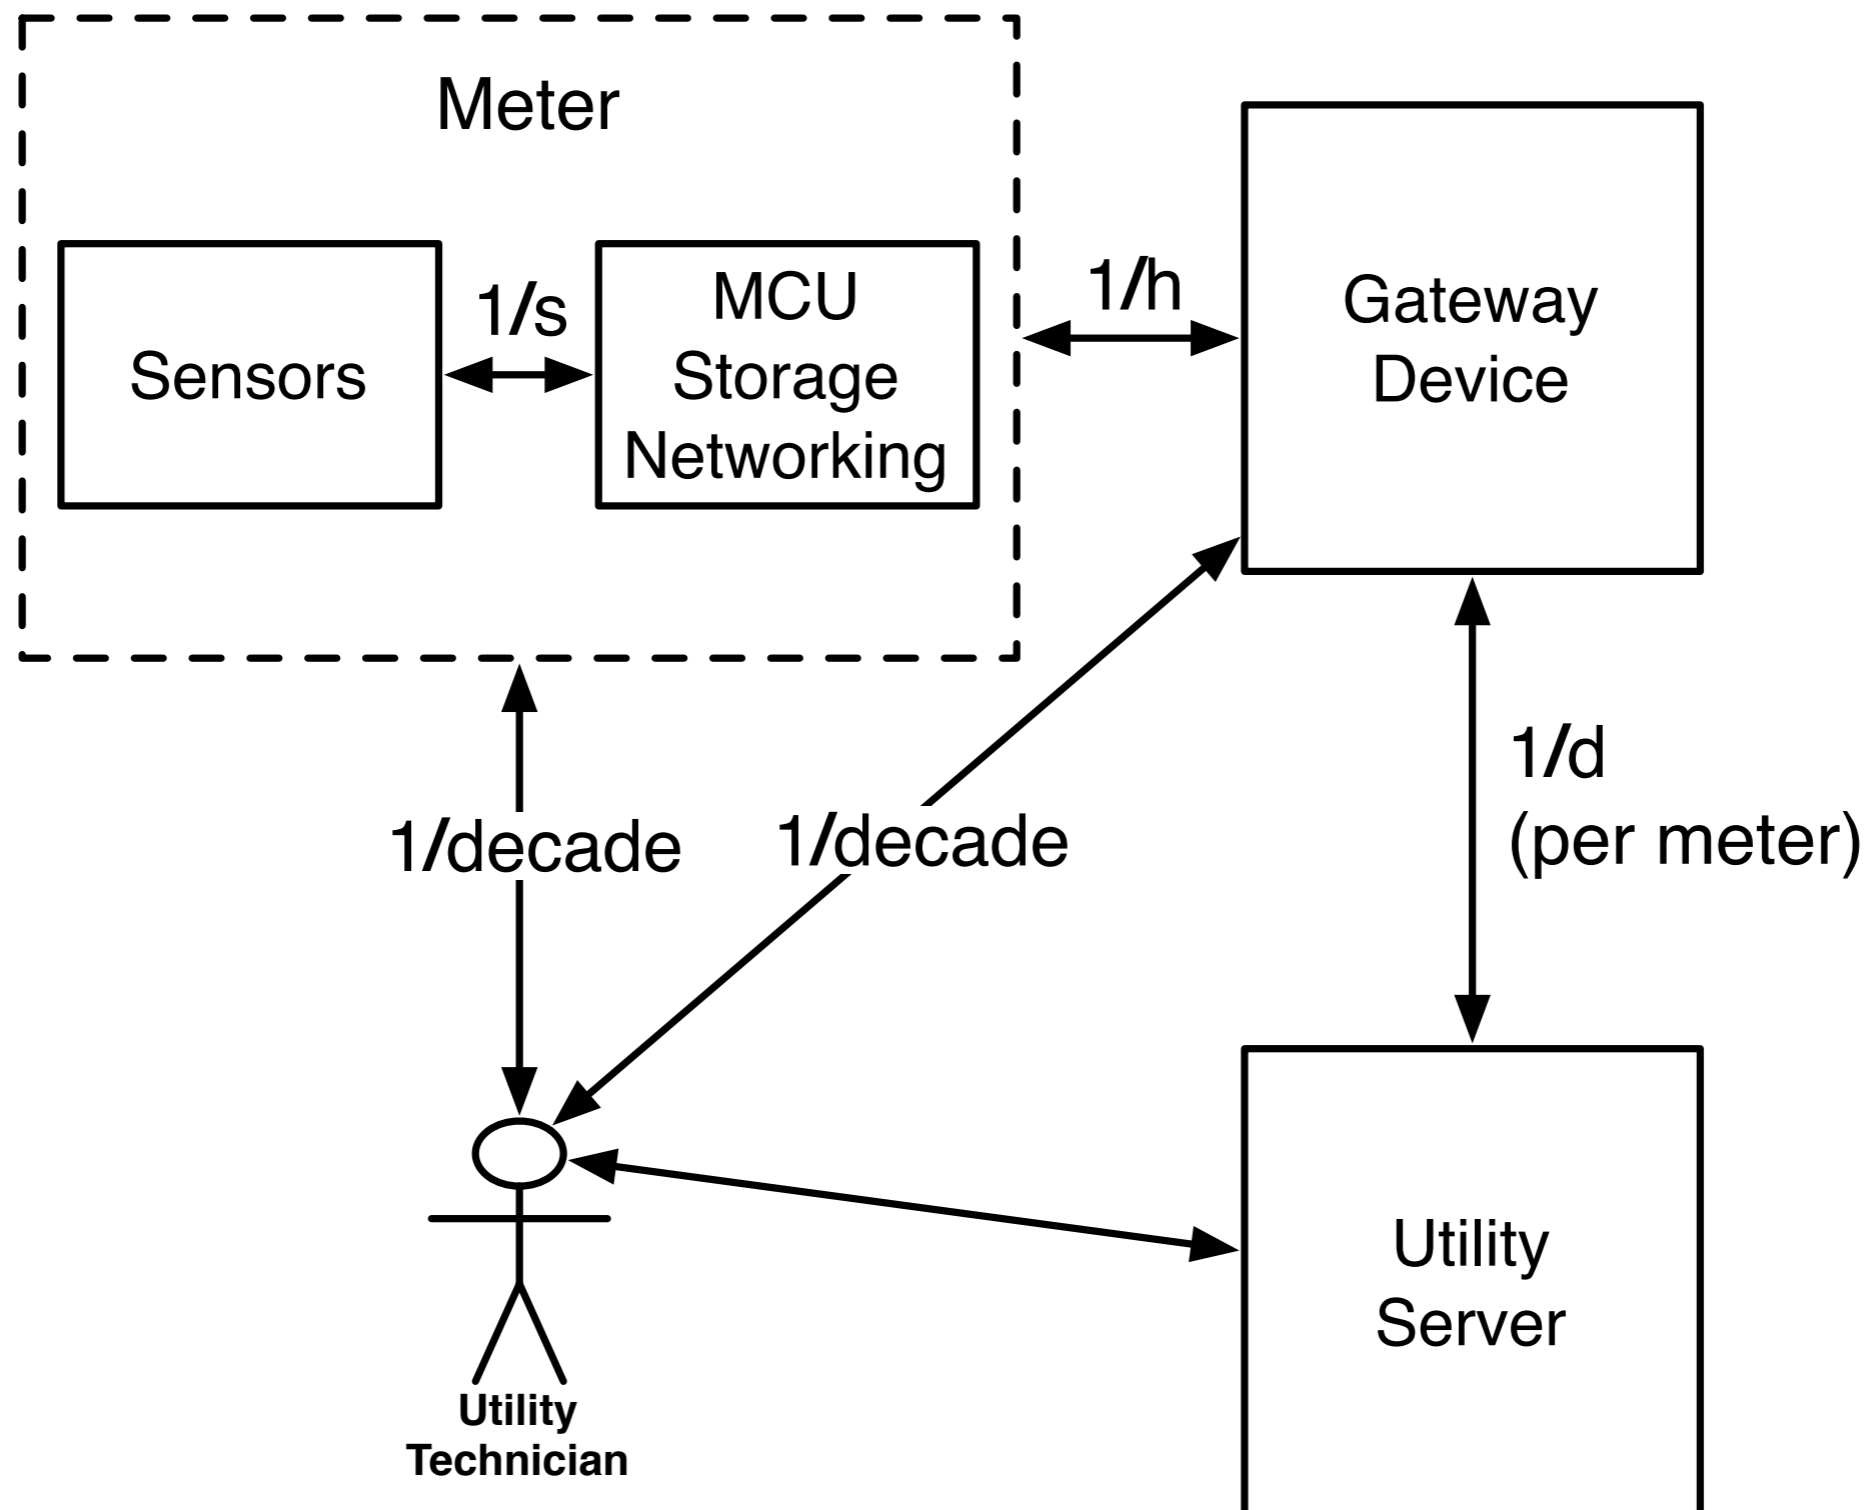 Meter
Sensors
1/s
MCU
Storage
Networking
1/h
Gateway
Device
1/decade
1/decade
1/d
(per meter)
Utility
Server
Utility
Technician